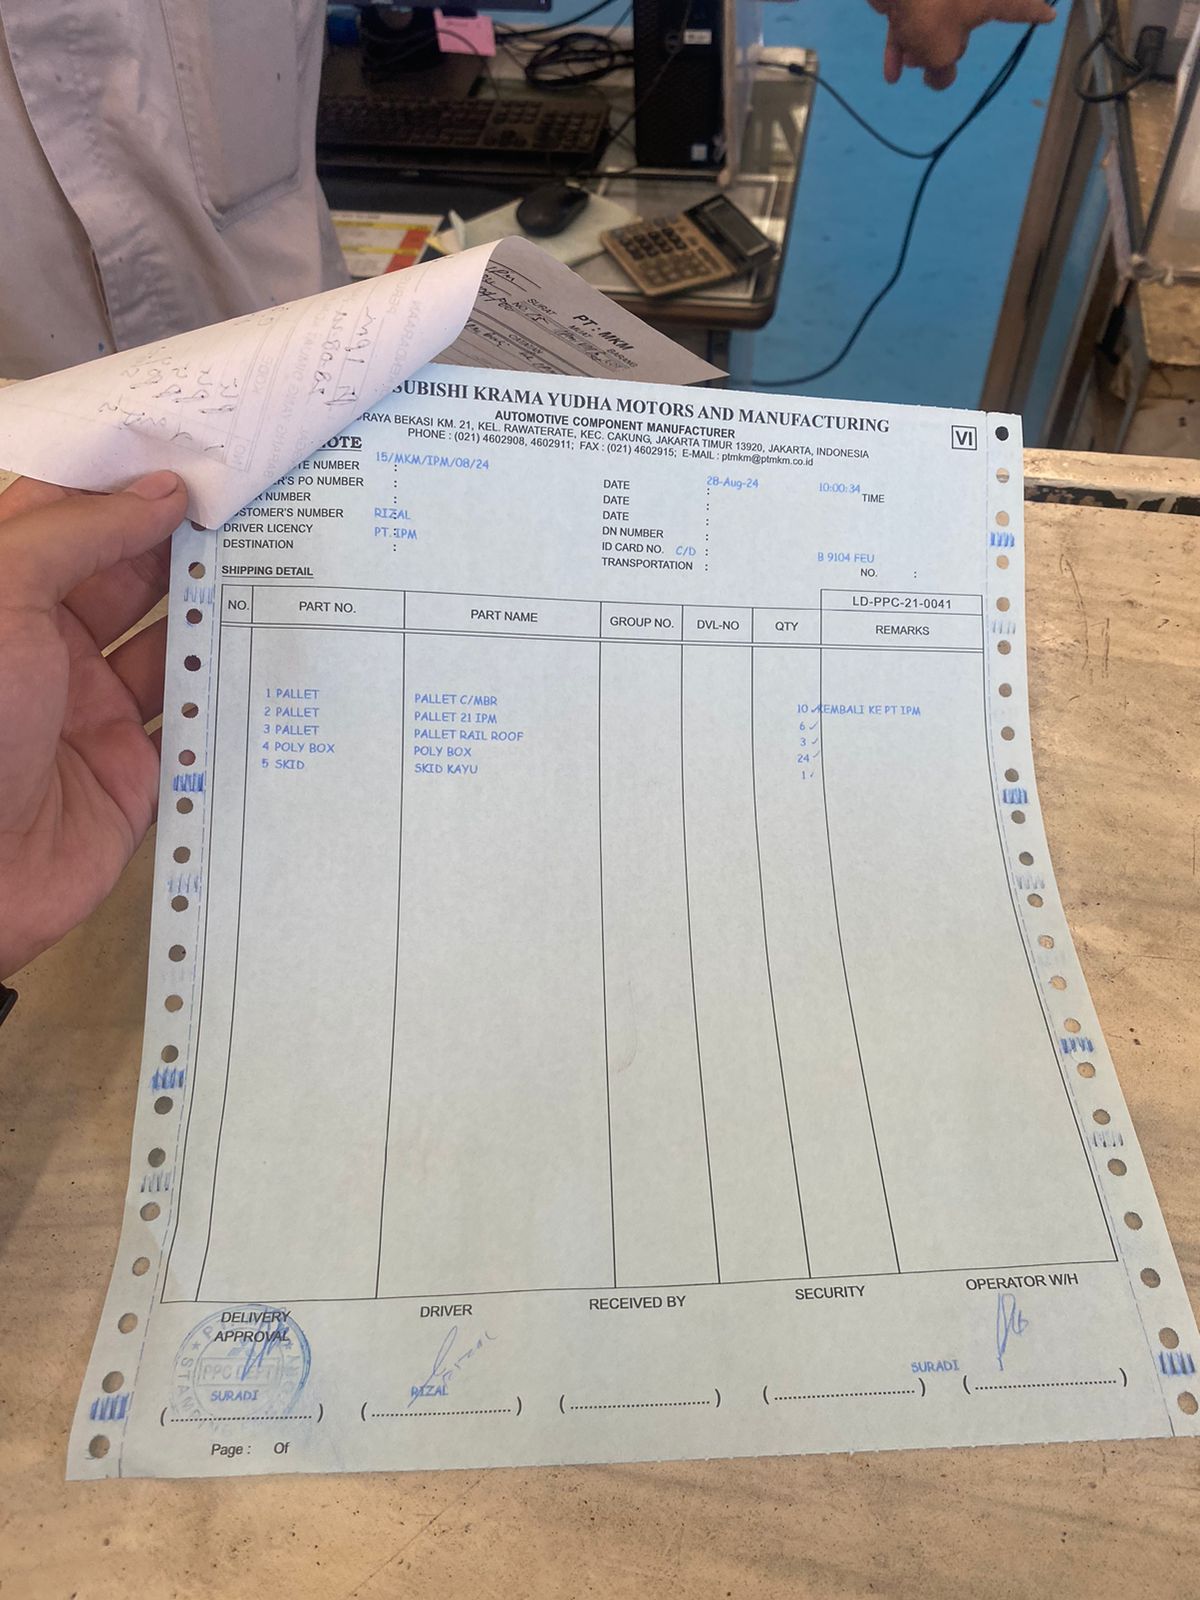 PT. MKM
SURAT
BARANG
SUBISHI KRAMA YUDHA MOTORS AND MANUFACTURING
AUTOMOTIVE COMPONENT MANUFACTURER
RAYA BEKASI KM. 21, KEL. RAWATERATE, KEC. CAKUNG, JAKARTA TIMUR 13920, JAKARTA, INDONESIA
PHONE : (021) 4602908, 4602911; FAX : (021) 4602915; E-MAIL : ptmkm@ptmkm.co.id
VI
OTE
TE NUMBER : 15/MKM/IPM/08/24 DATE : 28-Aug-24 10:00:34 TIME
ER'S PO NUMBER : DATE :
R NUMBER : DATE :
STOMER'S NUMBER : RIZAL DN NUMBER :
DRIVER LICENCY : PT. IPM ID CARD NO. C/D : B 9104 FEU
DESTINATION : TRANSPORTATION : NO. :
SHIPPING DETAIL
LD-PPC-21-0041
NO. PART NO. PART NAME GROUP NO. DVL-NO QTY REMARKS
1 PALLET PALLET C/MBR 10 KEMBALI KE PT IPM
2 PALLET PALLET 21 IPM 6
3 PALLET PALLET RAIL ROOF 3
4 POLY BOX POLY BOX 24
5 SKID SKID KAYU 1
DELIVERY APPROVAL DRIVER RECEIVED BY SECURITY OPERATOR W/H
PPC DEPT
SURADI RIZAL SURADI
Page : Of